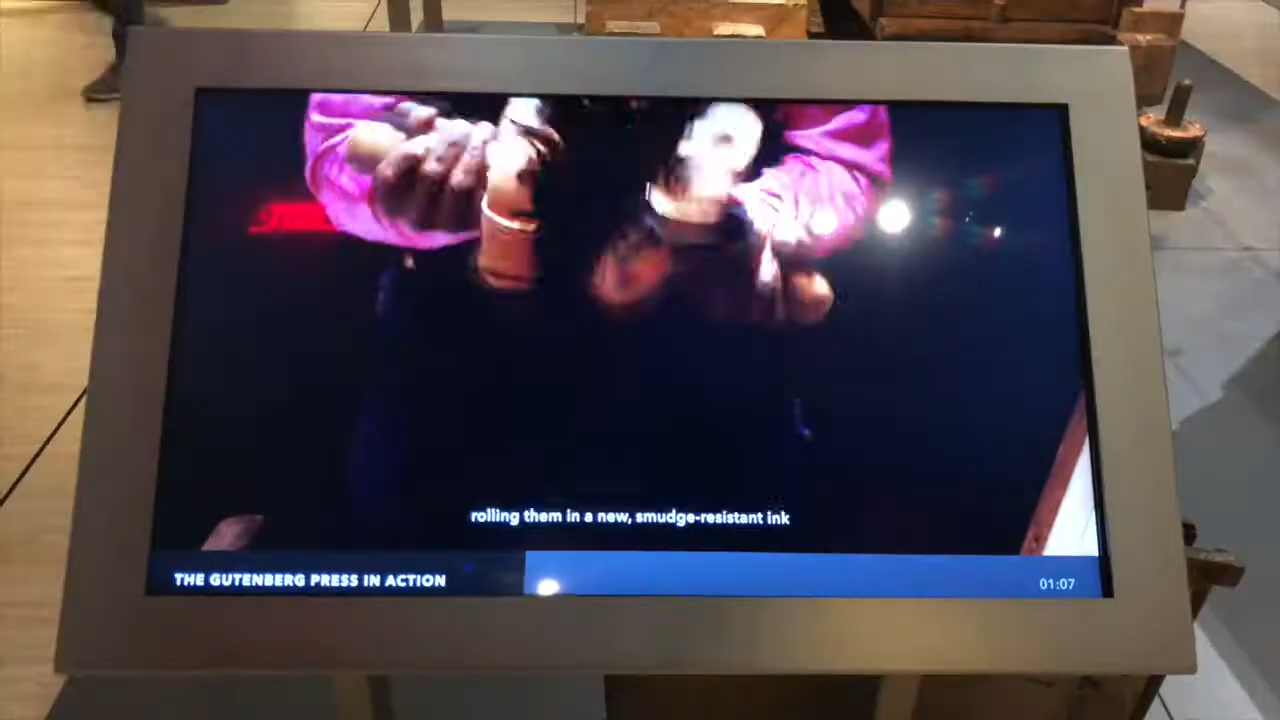 rolling them in a new, smudge-resistant ink
THE GUTENBERG PRESS IN ACTION
01:07